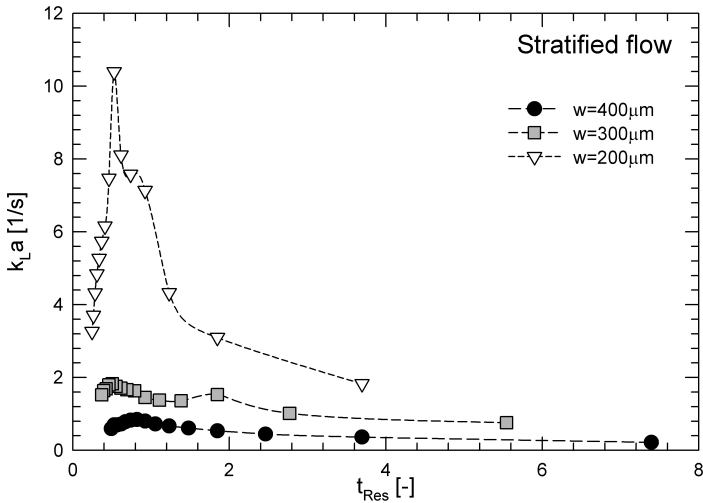 12
10
8
6
4
2
0
k_L a [1/s]
Stratified flow
w=400μm
w=300μm
w=200μm
0 2 4 6 8
t_Res [-]